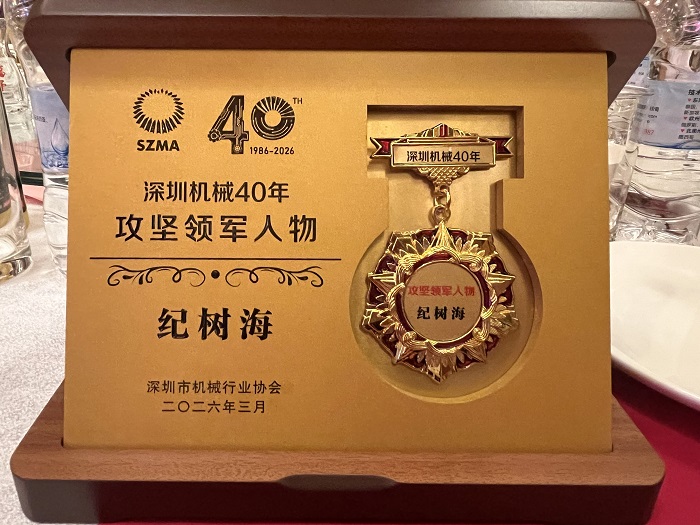 SZMA
40TH
1986-2026
深圳机械40年
攻坚领军人物
纪树海
深圳市机械行业协会
二〇二六年三月
深圳机械40年
攻坚领军人物
纪树海